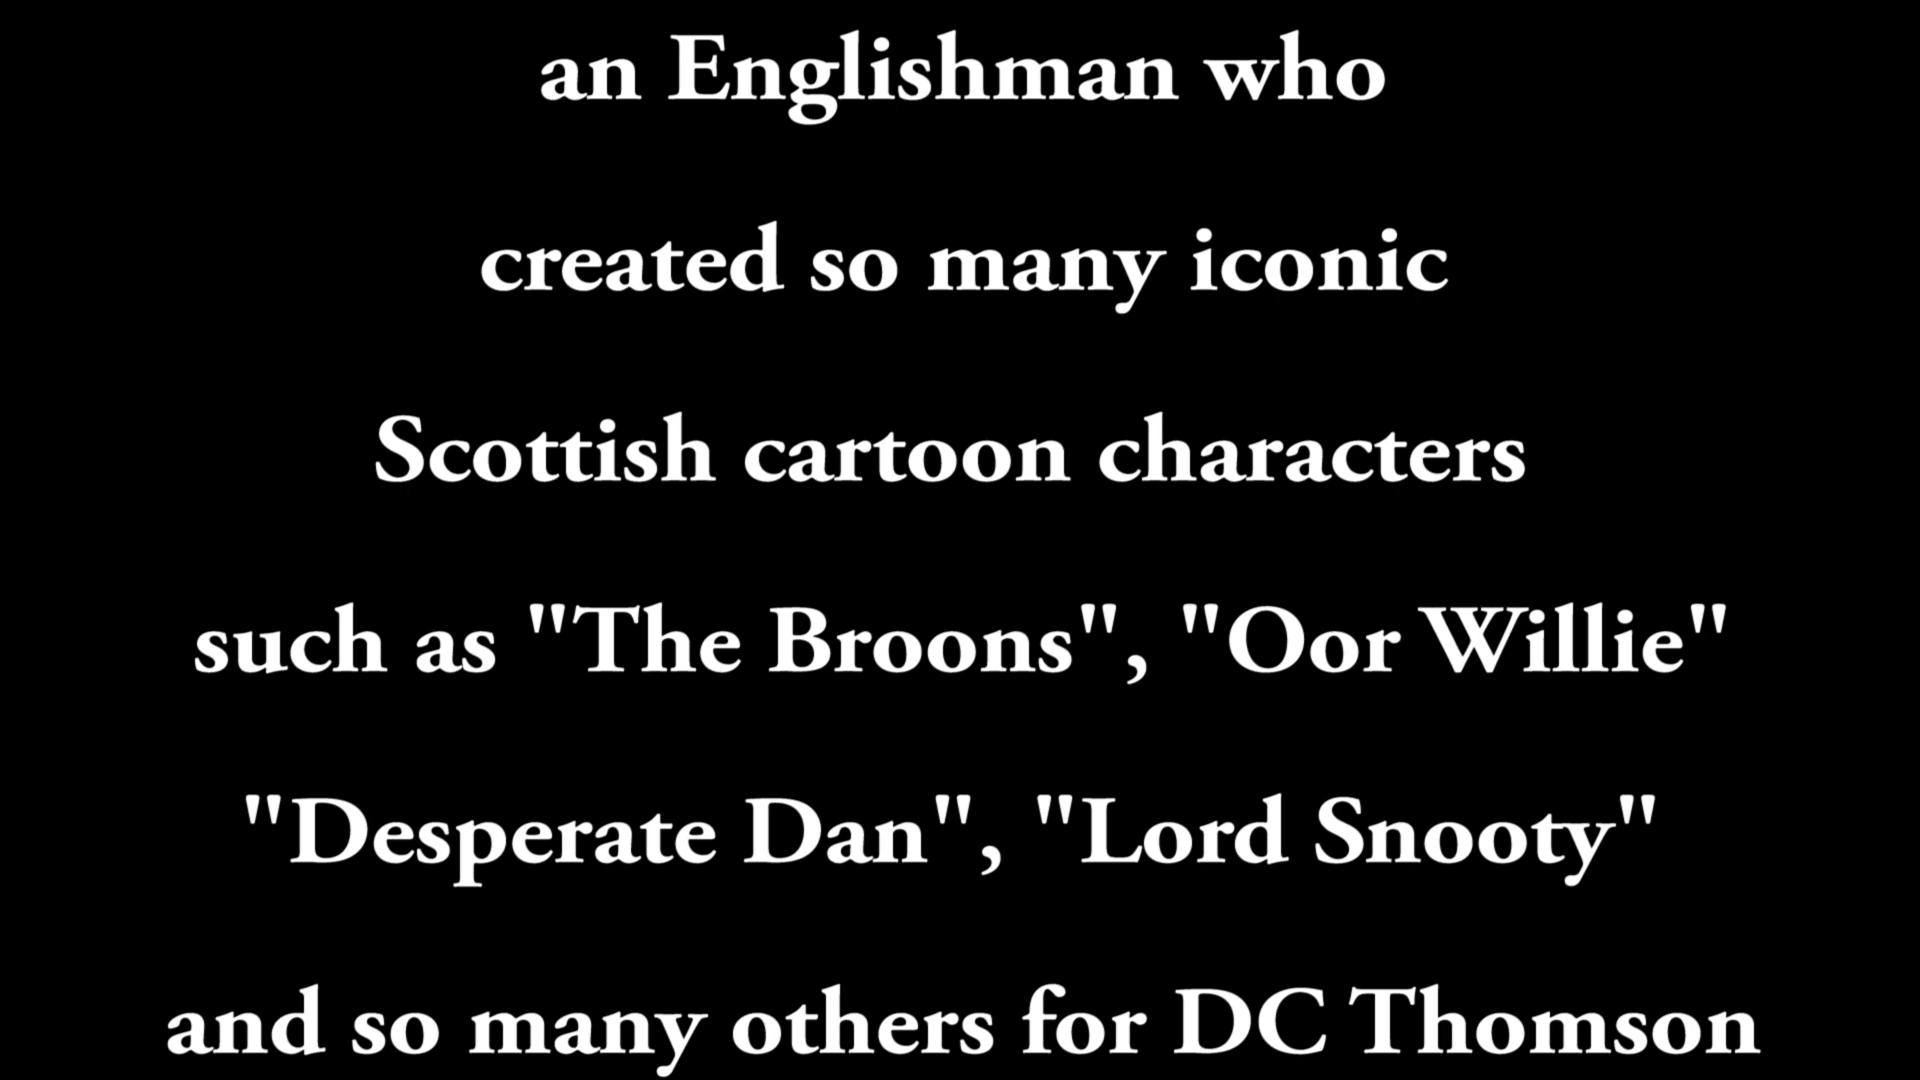 an Englishman who
created so many iconic
Scottish cartoon characters
such as "The Broons", "Oor Willie"
"Desperate Dan", "Lord Snooty"
and so many others for DC Thomson